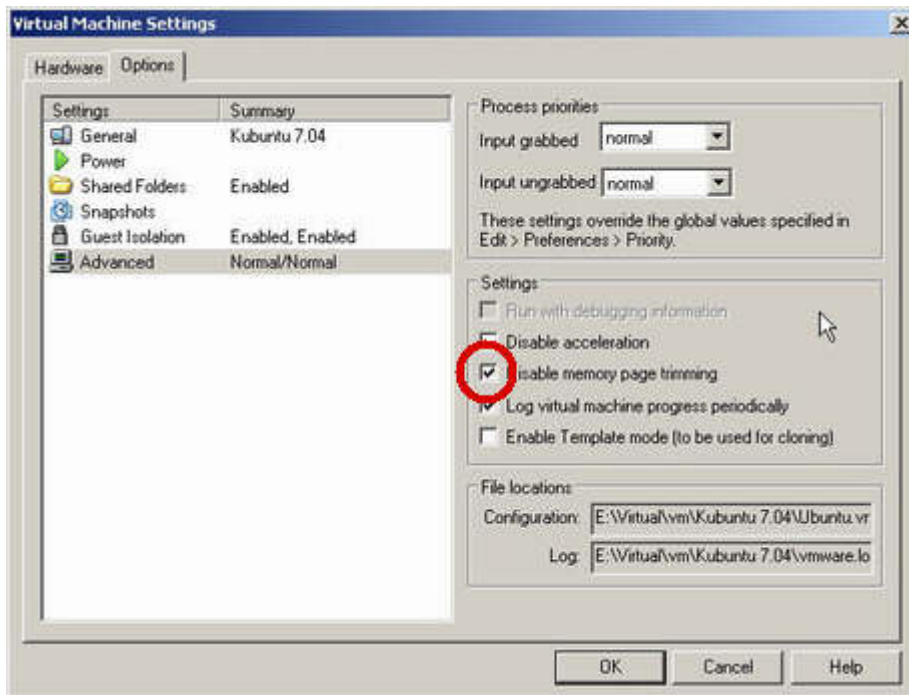 Virtual Machine Settings
Hardware Options
Settings Summary
General Kubuntu 7.04
Power
Shared Folders Enabled
Snapshots
Guest Isolation Enabled, Enabled
Advanced Normal/Normal
Process priorities
Input grabbed normal
Input ungrabbed normal
These settings override the global values specified in
Edit > Preferences > Priority.
Settings
Run with debugging information
Disable acceleration
isable memory page trimming
Log virtual machine progress periodically
Enable Template mode (to be used for cloning)
File locations
Configuration: E:\Virtual\vm\Kubuntu 7.04\Ubuntu.vr
Log: E:\Virtual\vm\Kubuntu 7.04\vmware.lo
OK Cancel Help